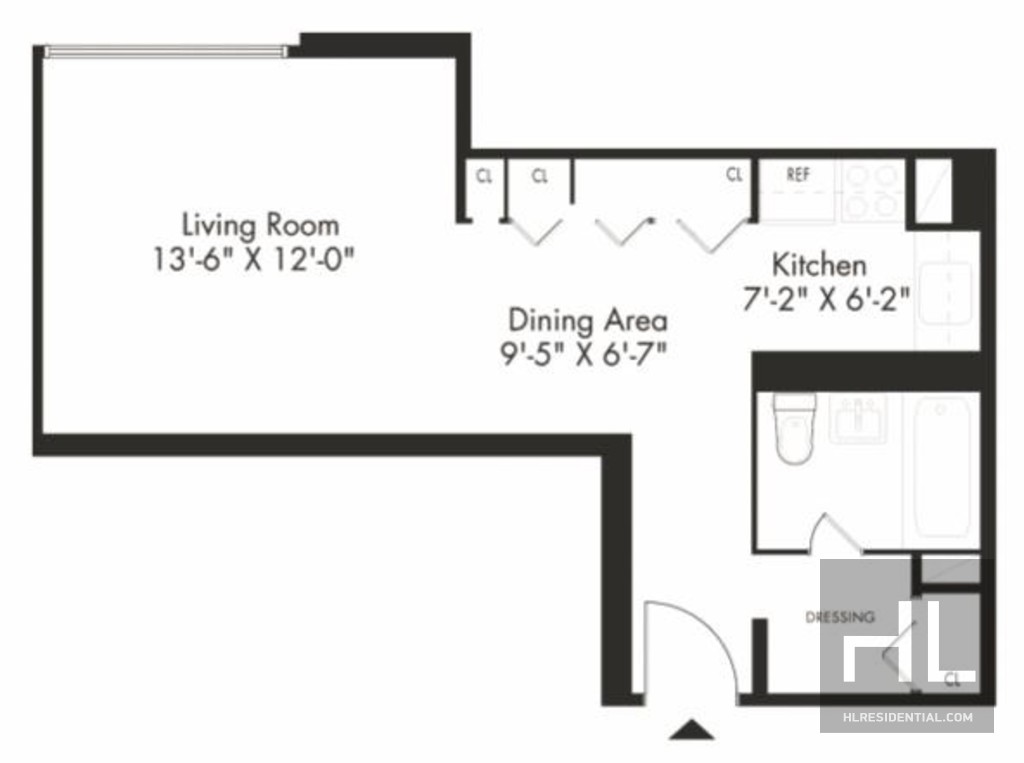 CL
CL
CL
REF
Living Room
13'-6" X 12'-0"
Kitchen
7'-2" X 6'-2"
Dining Area
9'-5" X 6'-7"
DRESSING
HL
CL
HLRESIDENTIAL.COM